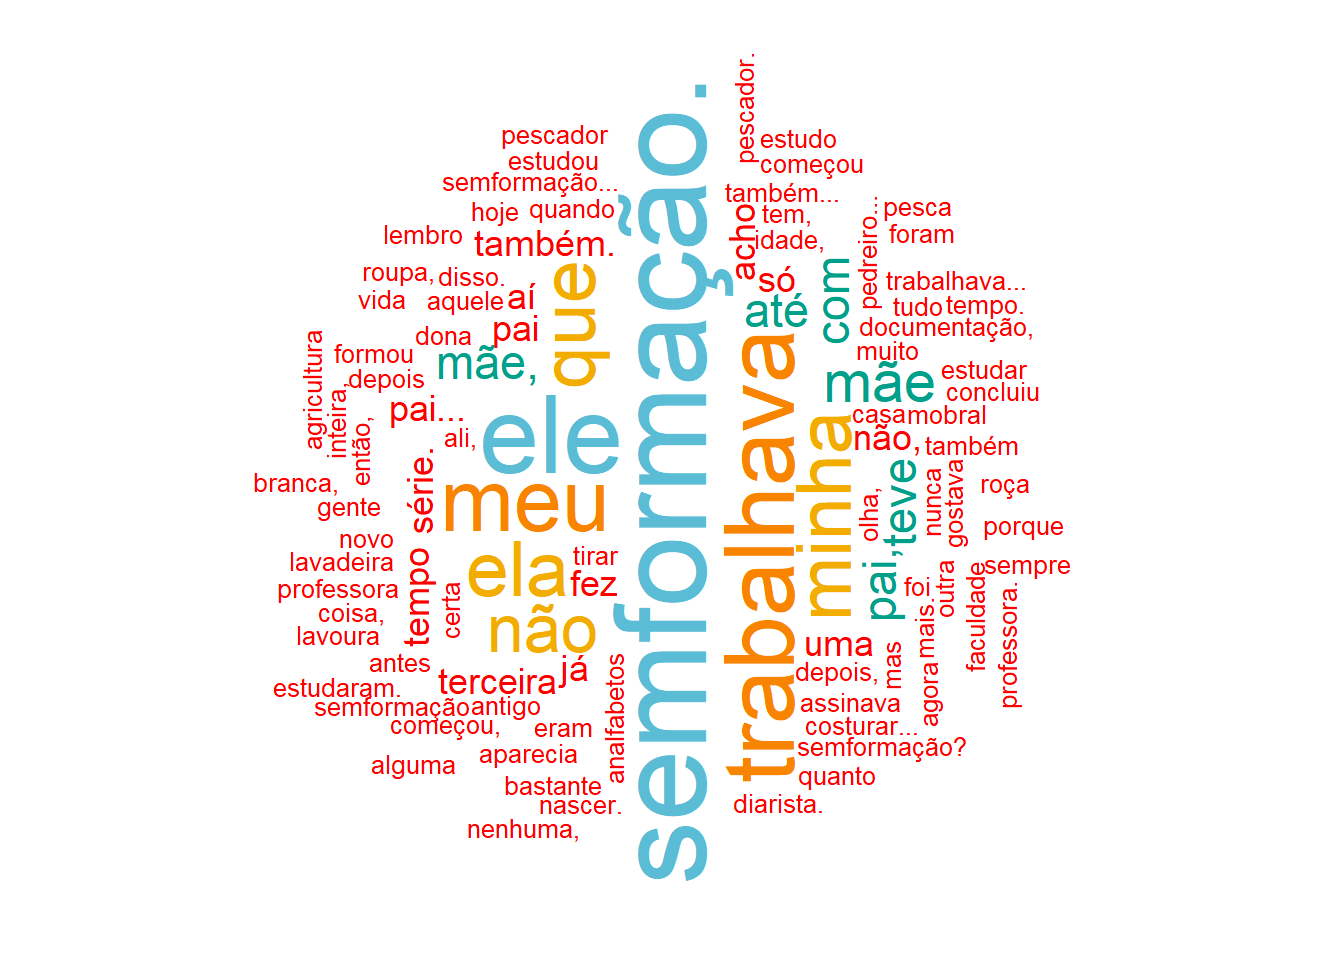 pescador
estudou
semformação...
hoje
quando
lembro
também.
roupa,
disso.
vida
aquele
aí
dona
pai
que
formou
mãe,
depois
agricultura
inteira,
então,
pai...
ali,
ele
série.
meu
branca,
gente
novo
lavadeira
professora
coisa,
lavoura
tempo
certa
ela
tirar
fez
não
antes
terceira
já
estudaram.
semformação
antigo
começou,
eram
analfabetos
alguma
aparecia
bastante
nascer.
nenhuma,
semformação.
pescador.
estudo
começou
também...
acho
tem,
idade,
só
até
com
pedreiro...
pesca
foram
trabalhava...
tudo
tempo.
documentação,
muito
mãe
estudar
concluiu
casa
mobral
não,
também
trabalhava
minha
pai,
teve
olha,
nunca
gostava
roça
porque
sempre
foi
outra
faculdade
professora.
mais.
uma
depois,
mas
agora
assinava
costurar...
semformação?
quanto
diarista.